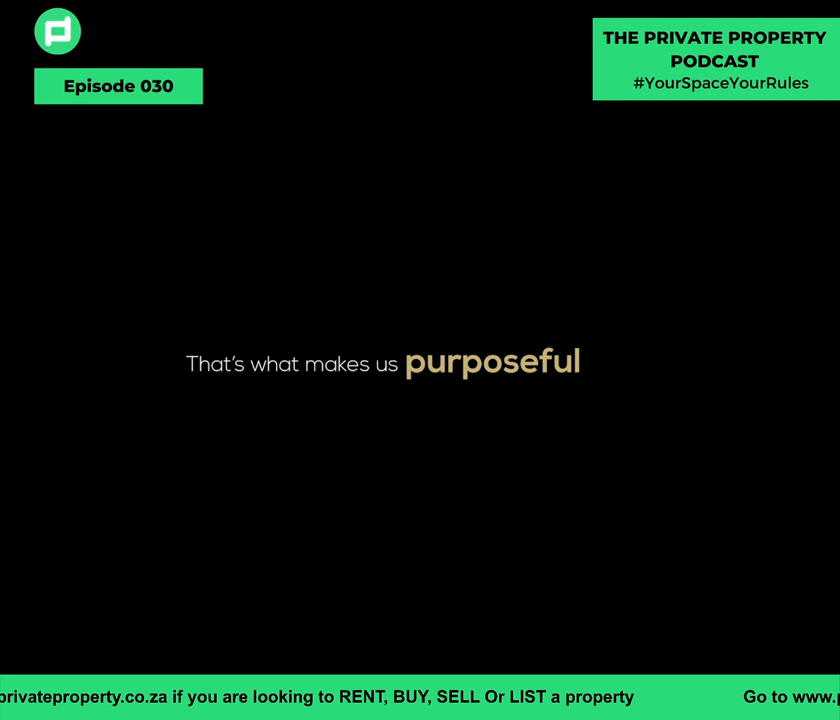 Episode 030
THE PRIVATE PROPERTY
PODCAST
#YourSpaceYourRules
That's what makes us purposeful
privateproperty.co.za if you are looking to RENT, BUY, SELL Or LIST a property Go to www.